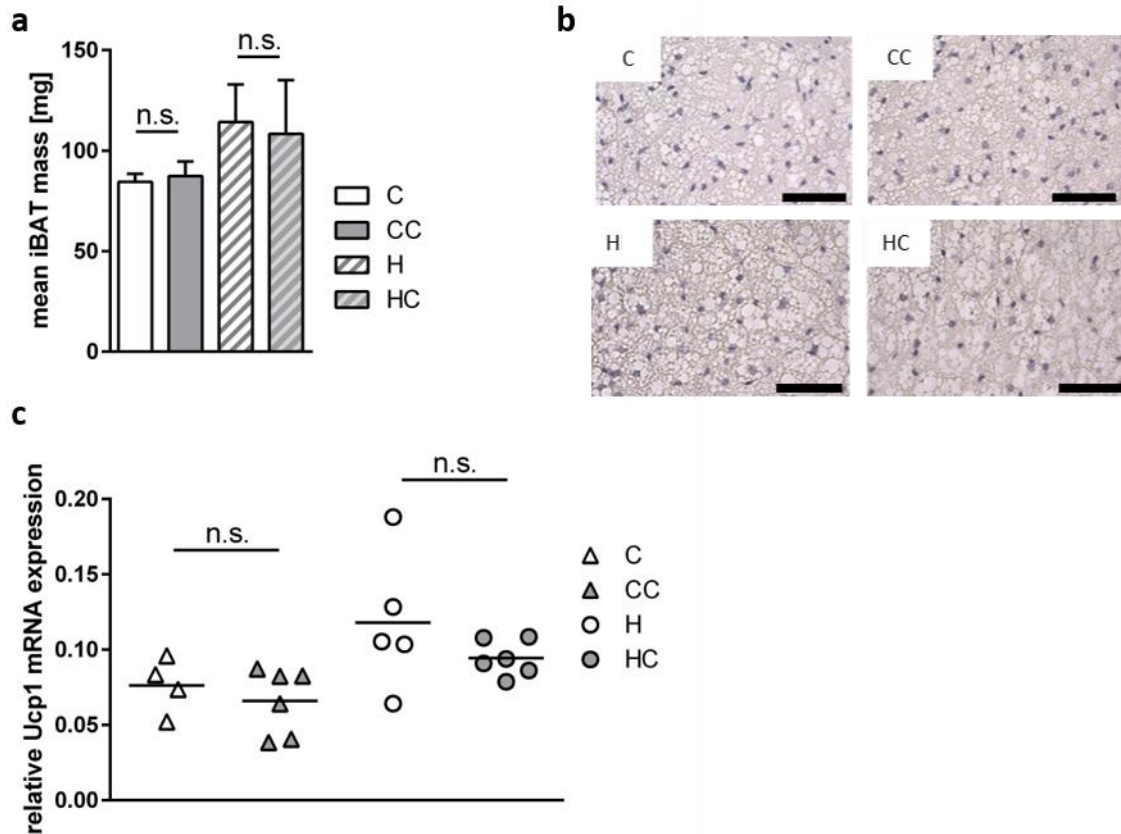 a
mean iBAT mass [mg]
150
100
50
0
n.s.
n.s.
C
CC
H
HC
b
C
CC
H
HC
c
relative Ucp1 mRNA expression
0.20
0.15
0.10
0.05
0.00
n.s.
n.s.
C
CC
H
HC